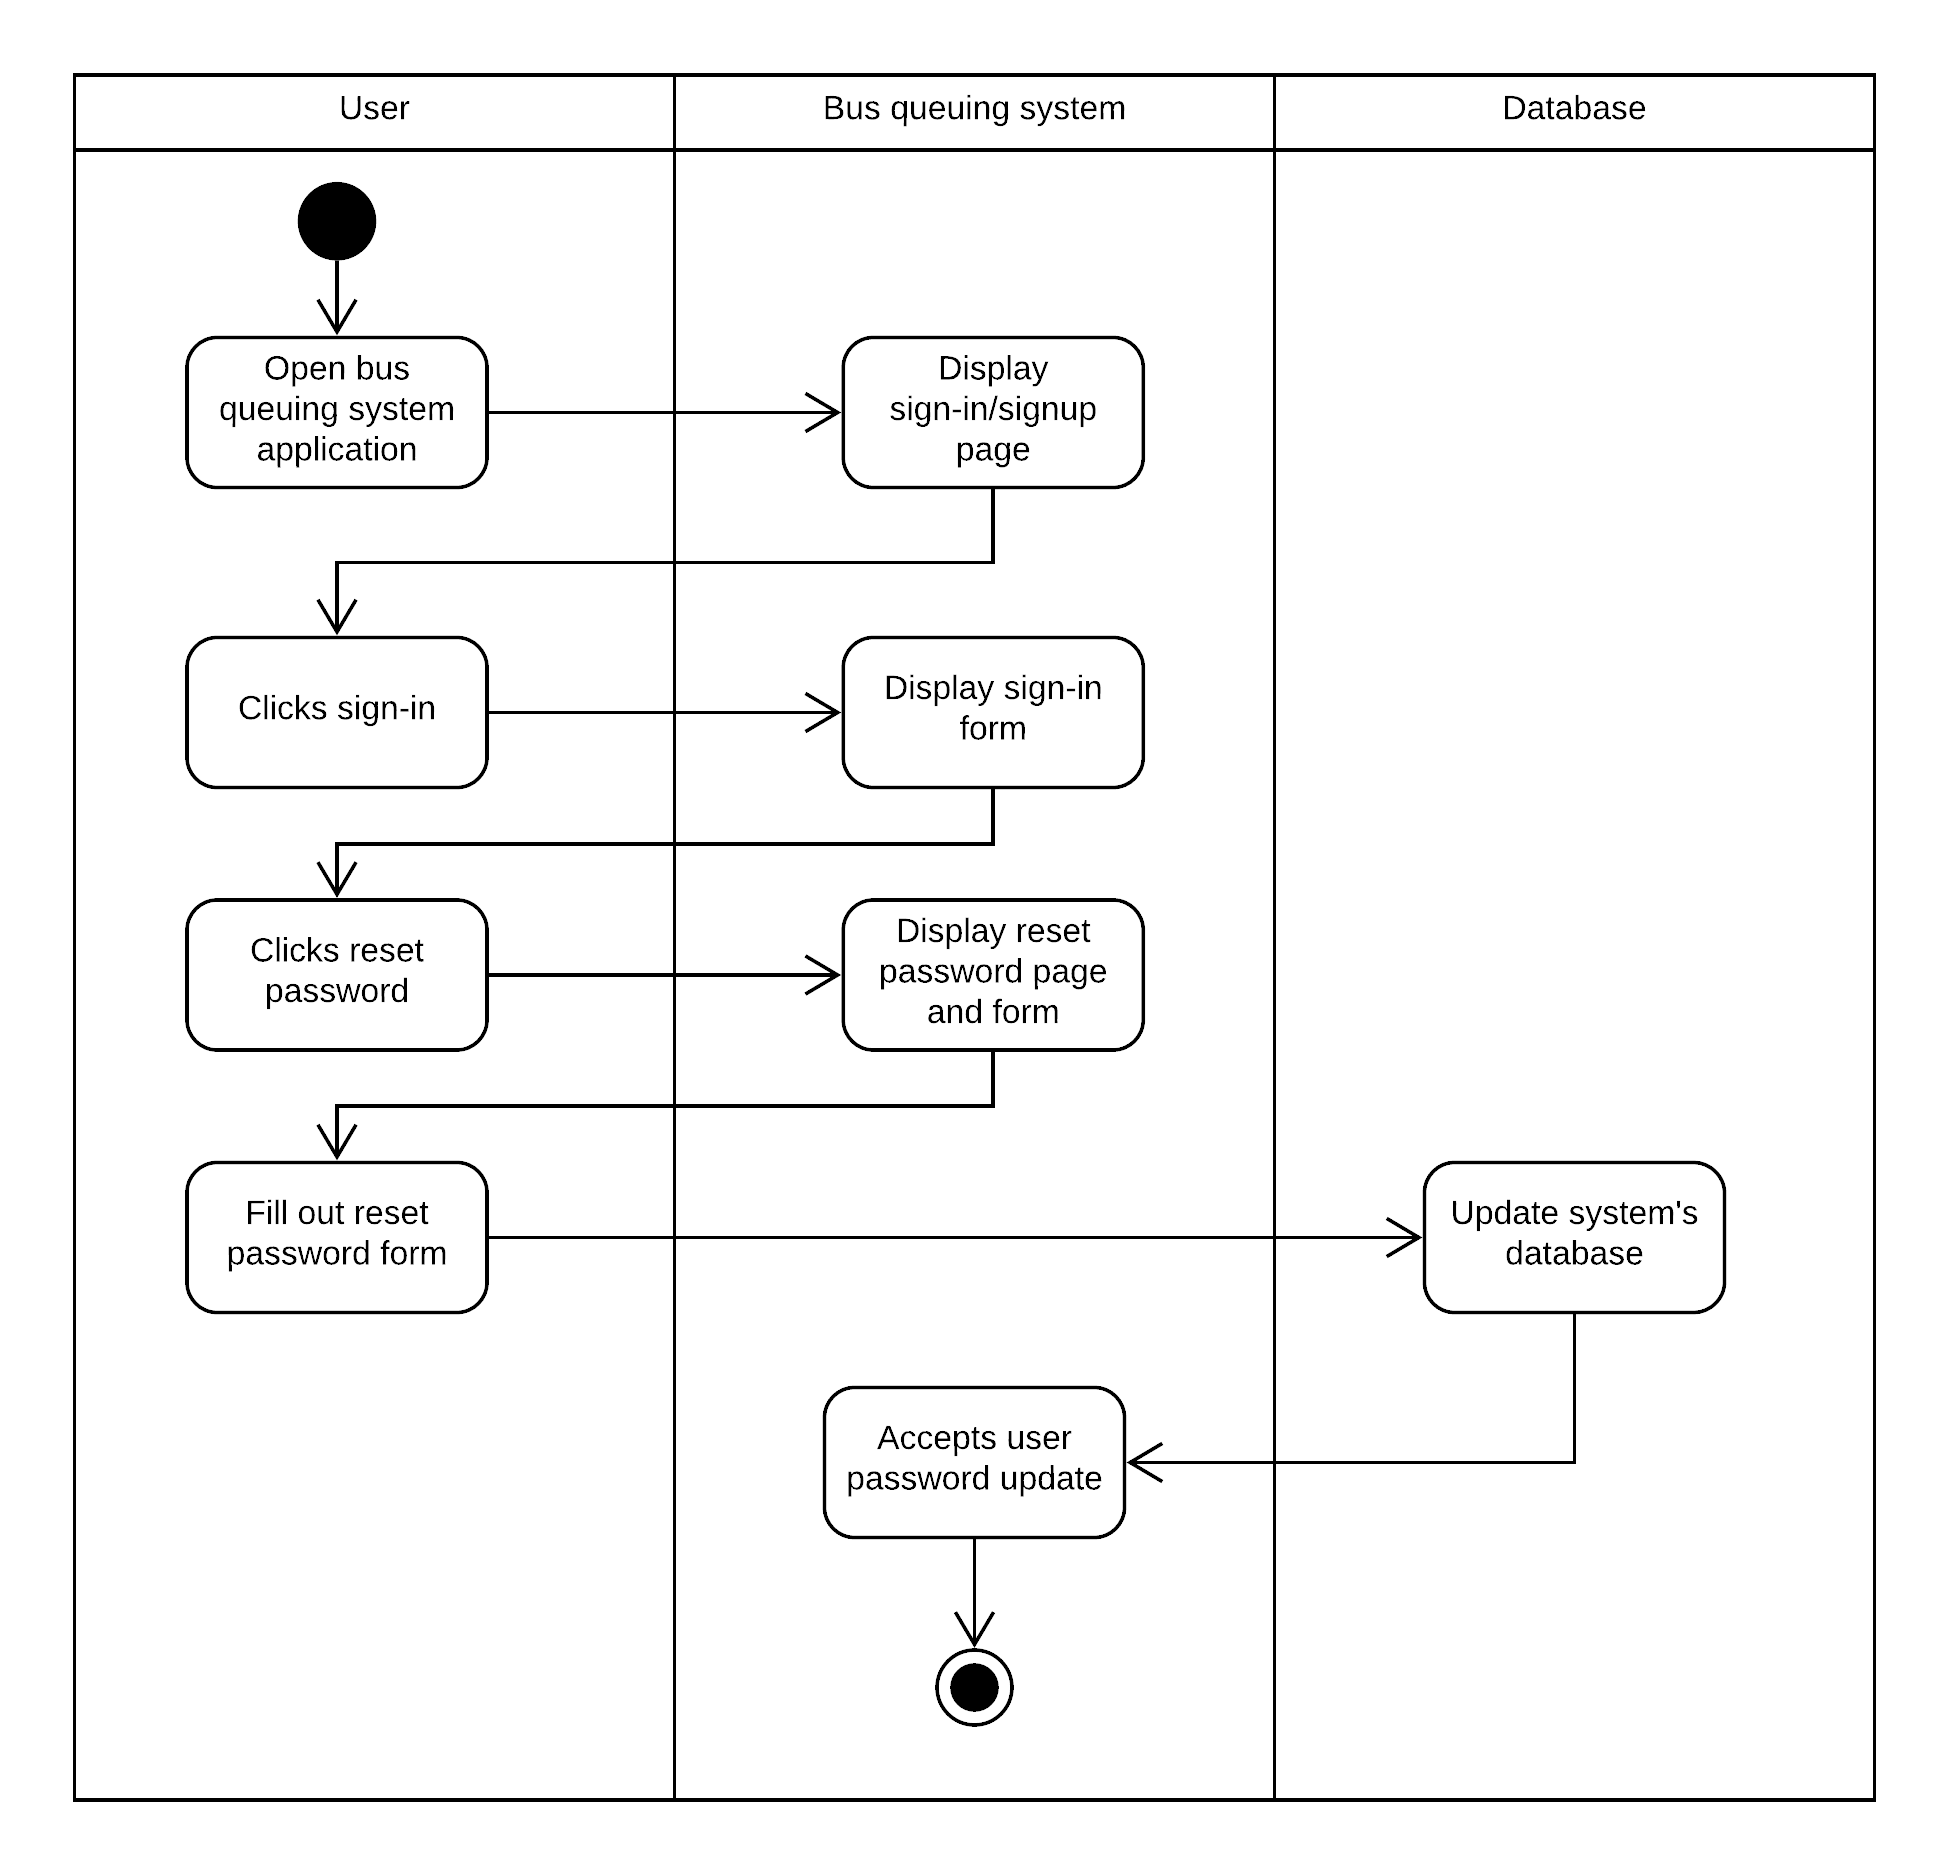 User
Bus queuing system
Database
Open bus
queuing system
application
Display
sign-in/signup
page
Clicks sign-in
Display sign-in
form
Clicks reset
password
Display reset
password page
and form
Fill out reset
password form
Update system's
database
Accepts user
password update